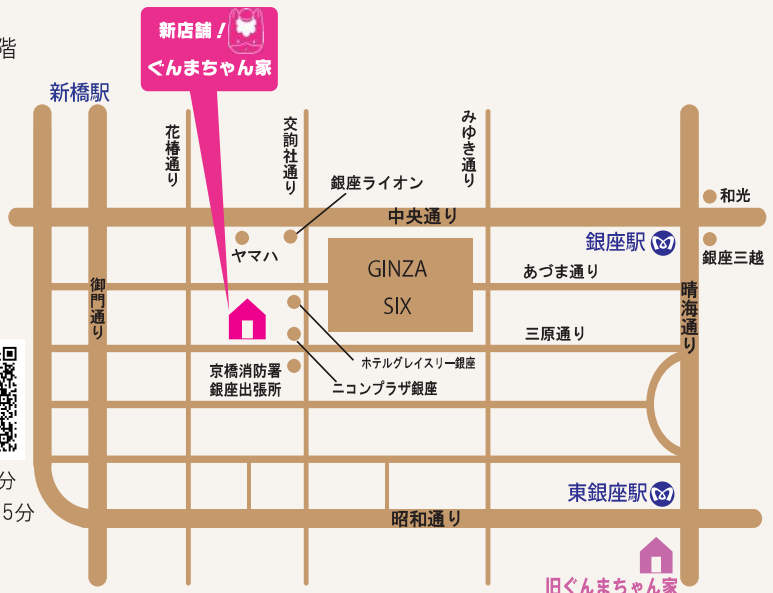 新店舗!
ぐんまちゃん家
階
新橋駅
花椿通り
交詢社通り
みゆき通り
銀座ライオン
和光
中央通り
ヤマハ
銀座駅
銀座三越
GINZA
SIX
あづま通り
御門通り
晴海通り
三原通り
ホテルグレイスリー銀座
京橋消防署
銀座出張所
ニコンプラザ銀座
分
5分
東銀座駅
昭和通り
旧ぐんまちゃん家